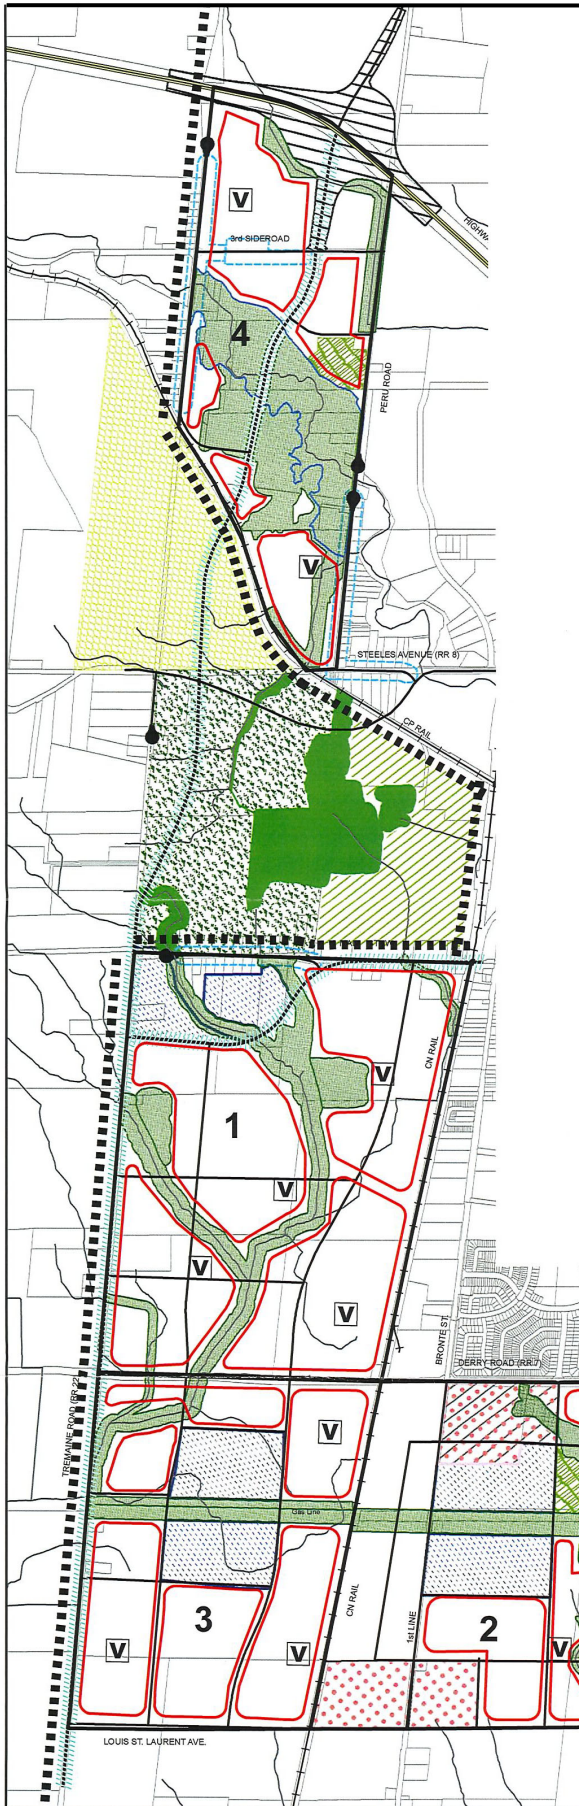 V
HIGHW
3rd SIDEROAD
4
PERU ROAD
V
STEELES AVENUE (RR 8)
CP RAIL
CN RAIL
V
1
V
V
V
BRONTE ST.
DERRY ROAD (RR 7)
TREMAINE ROAD (RR 22)
V
Gas Line
CN RAIL
1st LINE
3
2
V
V
V
LOUIS ST. LAURENT AVE.